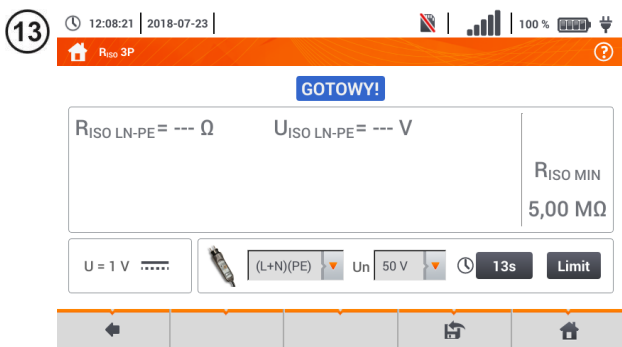 13
12:08:21 2018-07-23 100 %
RISO 3P ?
GOTOWY!
RISO LN-PE= --- Ω UISO LN-PE= --- V
RISO MIN
5,00 MΩ
U = 1 V (L+N)(PE) Un 50 V 13s Limit